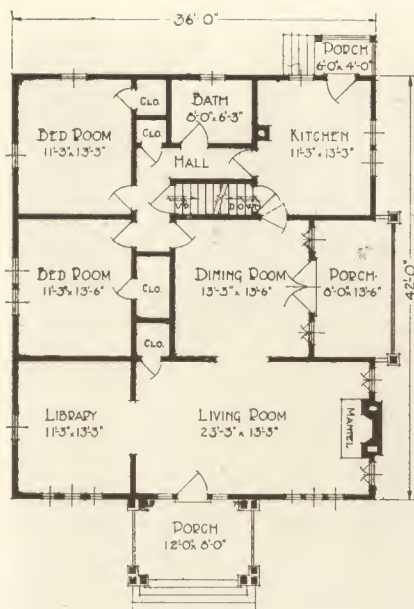 36'-0"
PORCH
6'-0" x 4'-0"
CLO.
BATH
8'-0" x 6'-3"
BED ROOM
11'-3" x 13'-3"
CLO.
KITCHEN
11'-3" x 13'-3"
HALL
UP
DOWN
BED ROOM
11'-3" x 13'-6"
CLO.
DINING ROOM
13'-3" x 13'-6"
PORCH
8'-0" x 13'-6"
42'-0"
CLO.
LIBRARY
11'-3" x 13'-3"
LIVING ROOM
23'-3" x 13'-3"
MANTEL
PORCH
12'-0" x 8'-0"